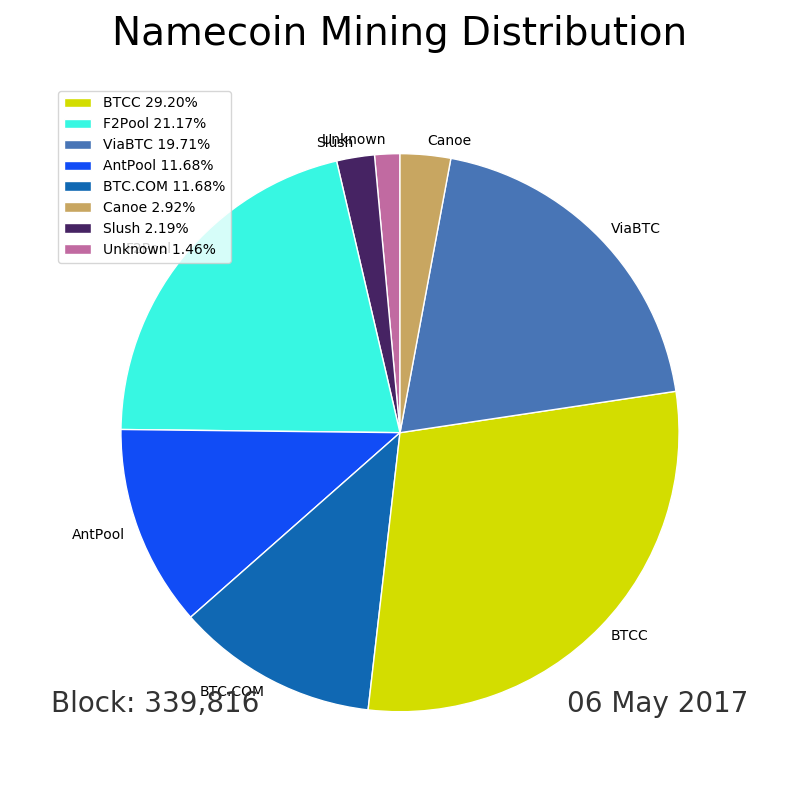 Namecoin Mining Distribution
BTCC 29.20%
F2Pool 21.17%
ViaBTC 19.71%
AntPool 11.68%
BTC.COM 11.68%
Canoe 2.92%
Slush 2.19%
Unknown 1.46%
Slush
Unknown
Canoe
ViaBTC
F2Pool
AntPool
BTCC
BTC.COM
Block: 339,816
06 May 2017